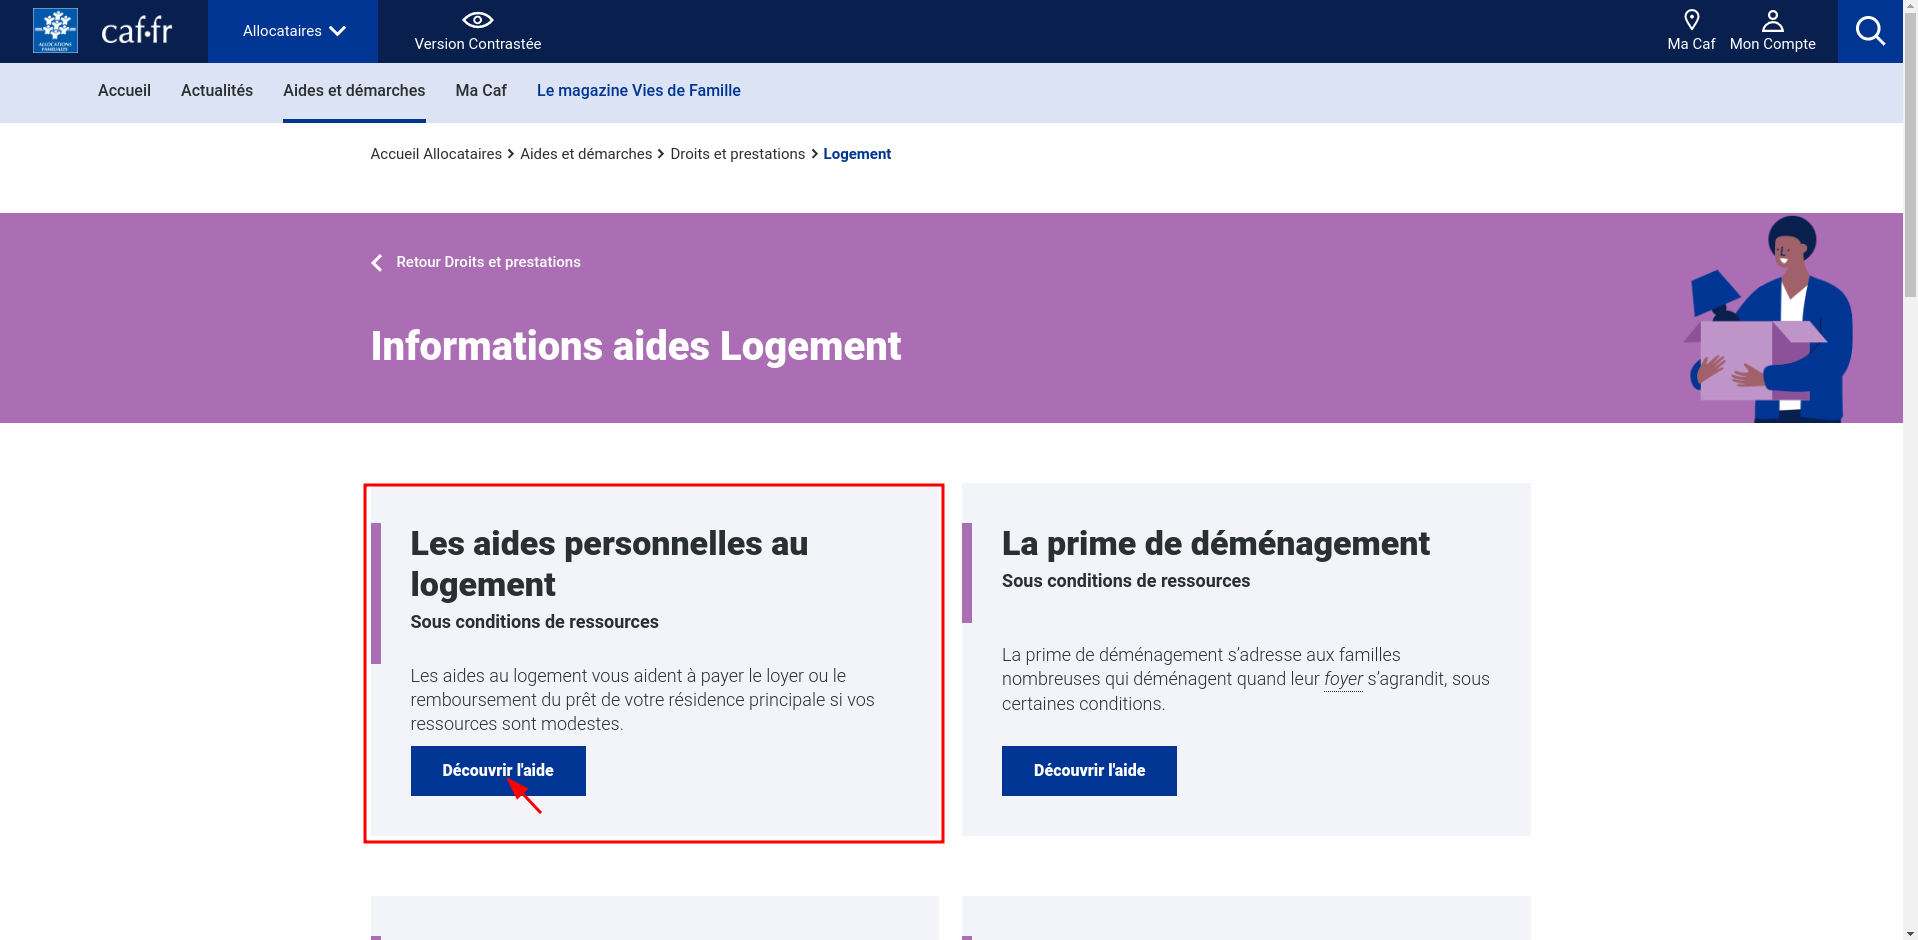 ALLOCATIONS
FAMILIALES
caf.fr
Allocataires
Version Contrastée
Ma Caf
Mon Compte
Accueil
Actualités
Aides et démarches
Ma Caf
Le magazine Vies de Famille
Accueil Allocataires > Aides et démarches > Droits et prestations > Logement
Retour Droits et prestations
Informations aides Logement
Les aides personnelles au
logement
Sous conditions de ressources
Les aides au logement vous aident à payer le loyer ou le
remboursement du prêt de votre résidence principale si vos
ressources sont modestes.
Découvrir l'aide
La prime de déménagement
Sous conditions de ressources
La prime de déménagement s’adresse aux familles
nombreuses qui déménagent quand leur foyer s’agrandit, sous
certaines conditions.
Découvrir l'aide